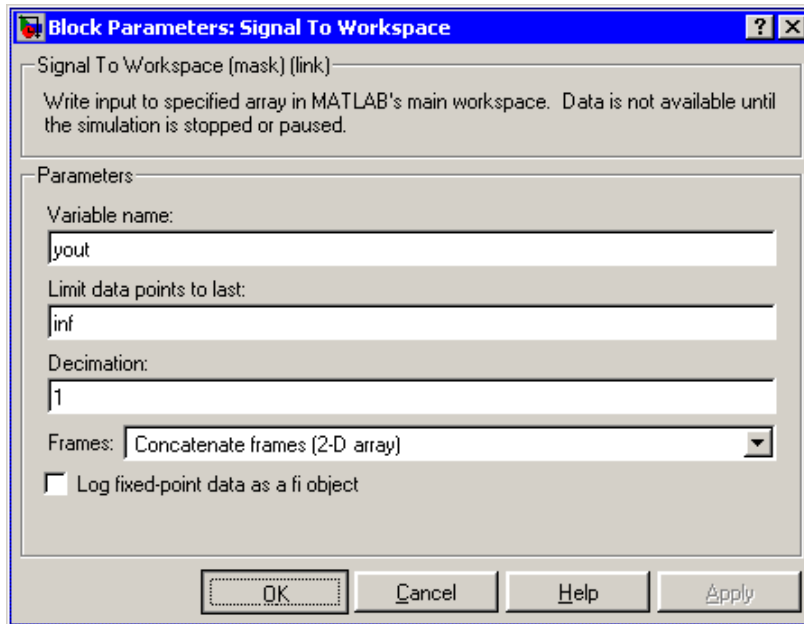 Block Parameters: Signal To Workspace
Signal To Workspace (mask) (link)
Write input to specified array in MATLAB's main workspace. Data is not available until
the simulation is stopped or paused.
Parameters
Variable name:
yout
Limit data points to last:
inf
Decimation:
1
Frames: Concatenate frames (2-D array)
Log fixed-point data as a fi object
OK Cancel Help Apply